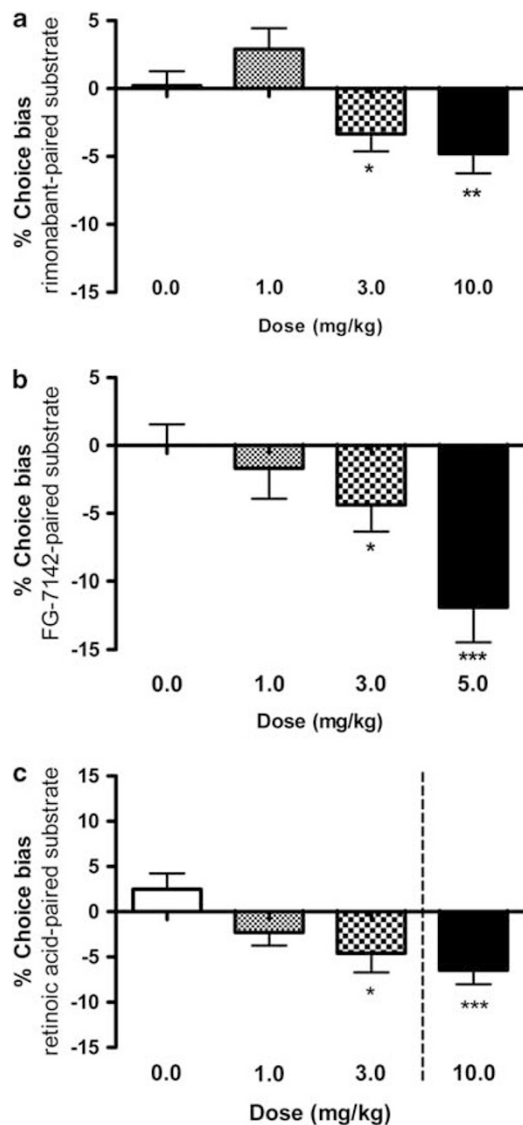 a
% Choice bias
rimonabant-paired substrate
5
0
-5
-10
-15
*
**
0.0 1.0 3.0 10.0
Dose (mg/kg)
b
% Choice bias
FG-7142-paired substrate
5
0
-5
-10
-15
*
***
0.0 1.0 3.0 5.0
Dose (mg/kg)
c
% Choice bias
retinoic acid-paired substrate
15
10
5
0
-5
-10
-15
*
***
0.0 1.0 3.0 10.0
Dose (mg/kg)